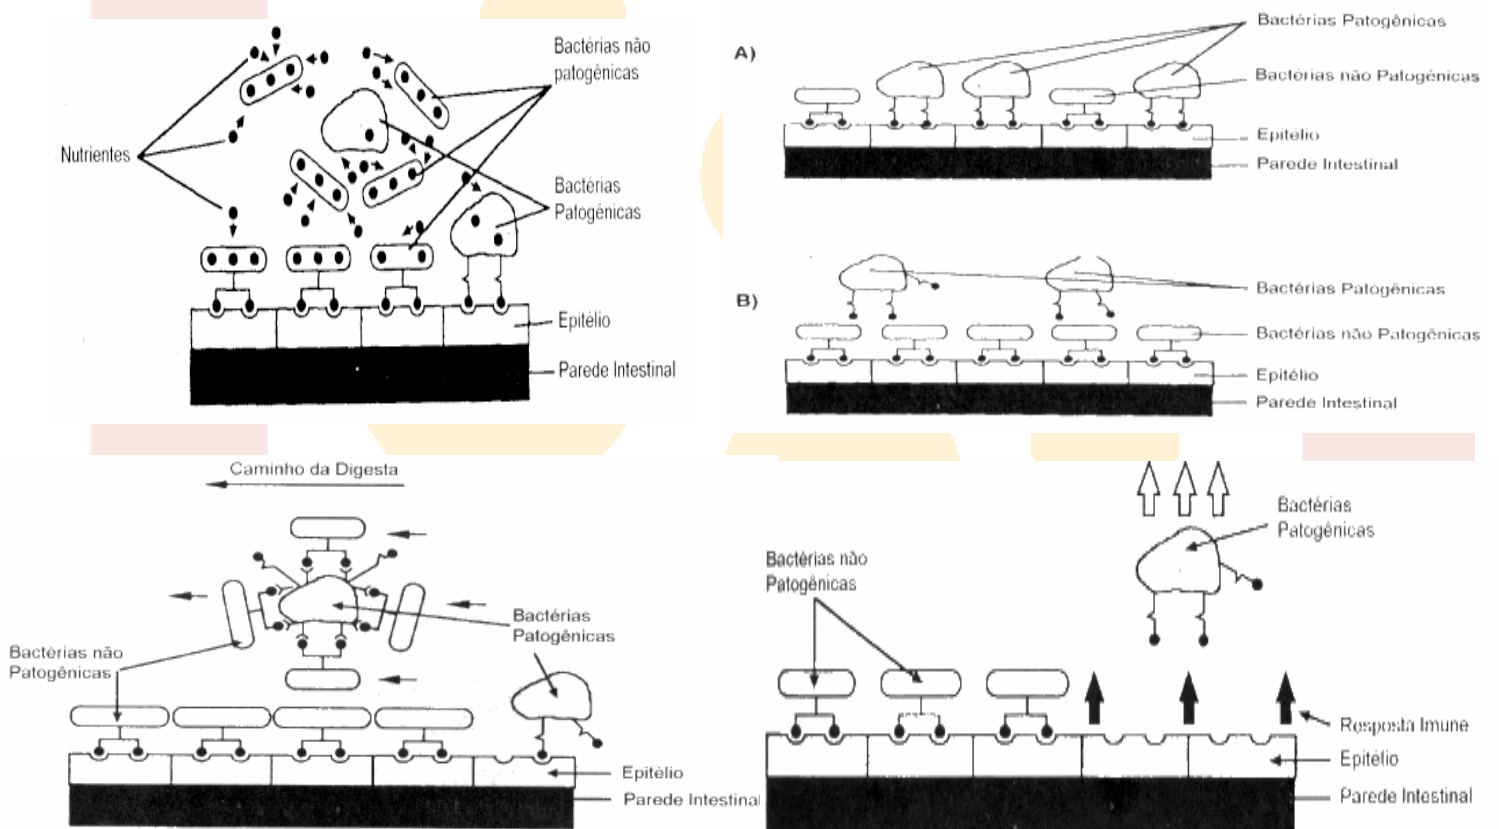 Bactérias não
patogênicas
Nutrientes
Bactérias
Patogênicas
Epitélio
Parede Intestinal
A)
Bactérias Patogênicas
Bactérias não Patogênicas
Epitélio
Parede Intestinal
B)
Bactérias Patogênicas
Bactérias não Patogênicas
Epitélio
Parede Intestinal
Caminho da Digesta
Bactérias
Patogênicas
Bactérias não
Patogênicas
Epitélio
Parede Intestinal
Bactérias
Patogênicas
Bactérias não
Patogênicas
Resposta Imune
Epitélio
Parede Intestinal